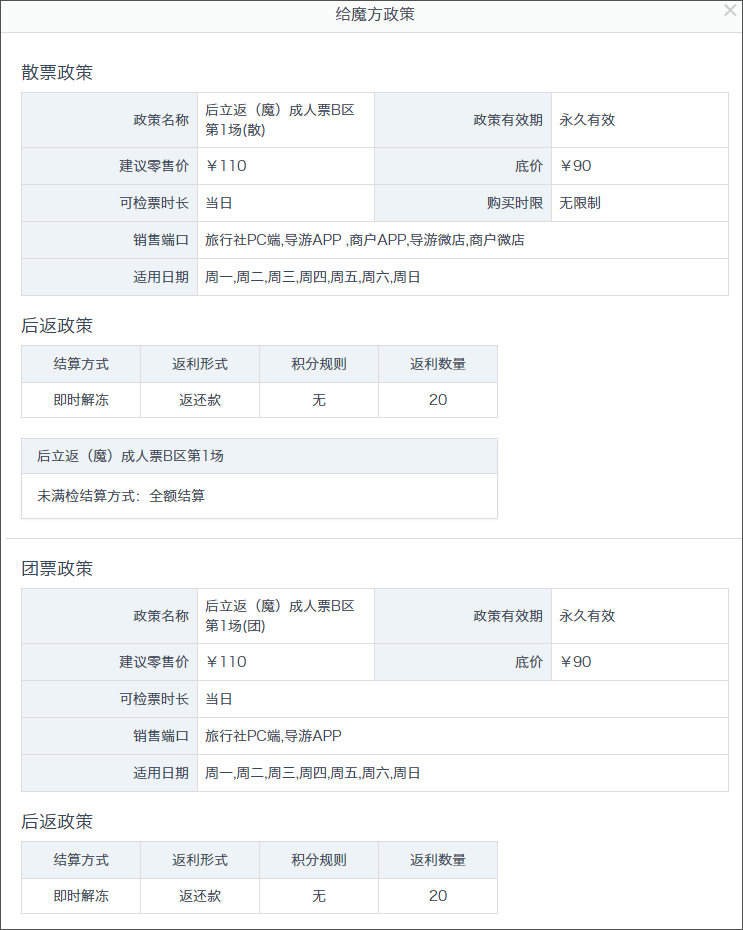 给魔方政策
散票政策
政策名称 后立返（魔）成人票B区第1场(散) 政策有效期 永久有效
建议零售价 ￥110 底价 ￥90
可检票时长 当日 购买时限 无限制
销售端口 旅行社PC端,导游APP ,商户APP,导游微店,商户微店
适用日期 周一,周二,周三,周四,周五,周六,周日
后返政策
结算方式 返利形式 积分规则 返利数量
即时解冻 返还款 无 20
后立返（魔）成人票B区第1场
未满检结算方式：全额结算
团票政策
政策名称 后立返（魔）成人票B区第1场(团) 政策有效期 永久有效
建议零售价 ￥110 底价 ￥90
可检票时长 当日
销售端口 旅行社PC端,导游APP
适用日期 周一,周二,周三,周四,周五,周六,周日
后返政策
结算方式 返利形式 积分规则 返利数量
即时解冻 返还款 无 20